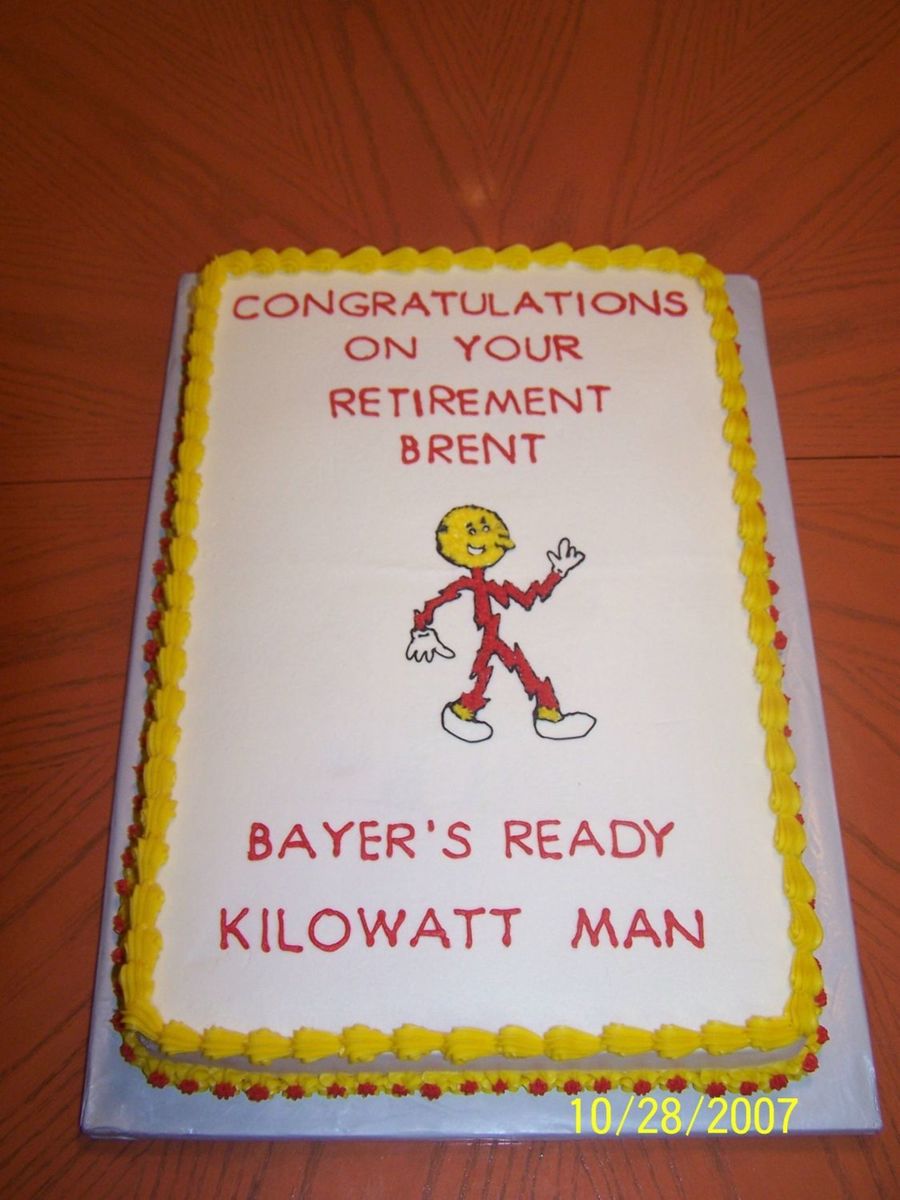 CONGRATULATIONS
ON YOUR
RETIREMENT
BRENT
BAYER'S READY
KILOWATT MAN
10/28/2007